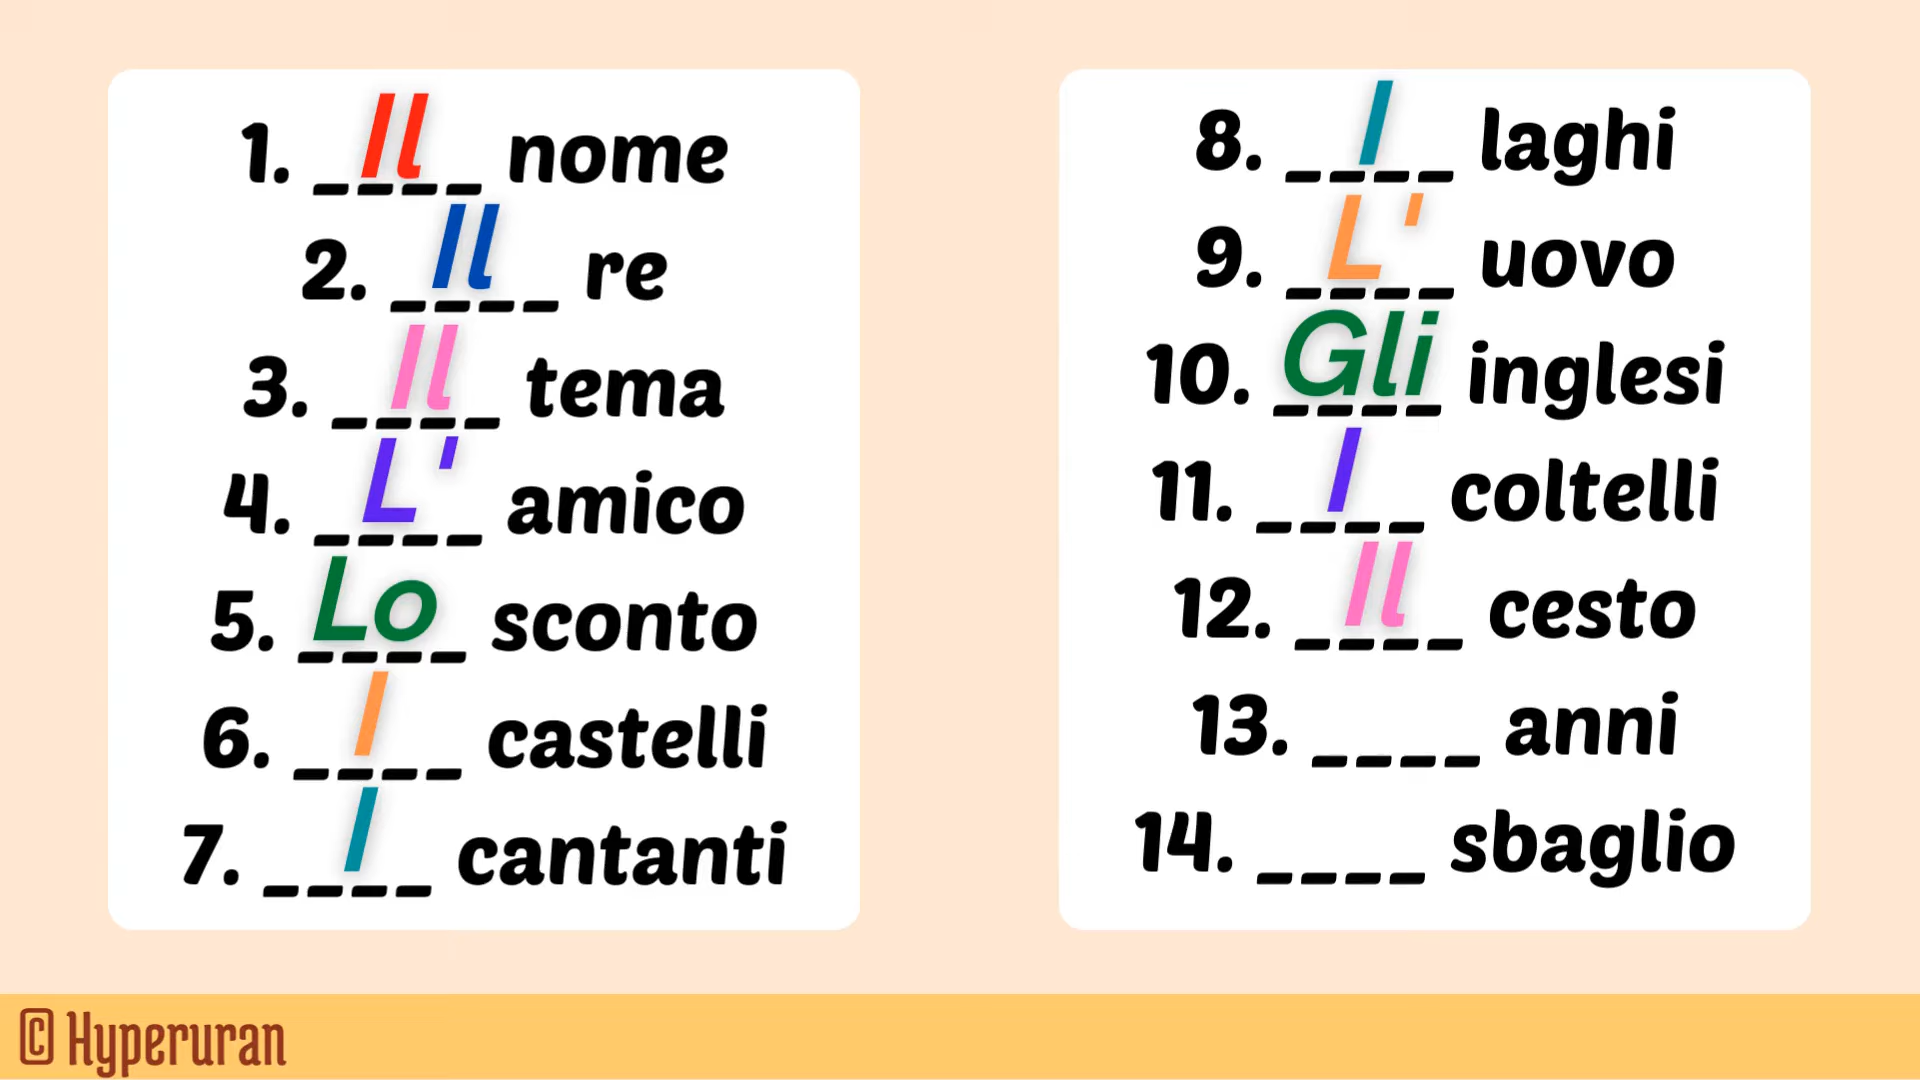 1. Il nome
2. Il re
3. Il tema
4. L' amico
5. Lo sconto
6. I castelli
7. I cantanti
8. I laghi
9. L' uovo
10. Gli inglesi
11. I coltelli
12. Il cesto
13. ____ anni
14. ____ sbaglio
© Hyperuran